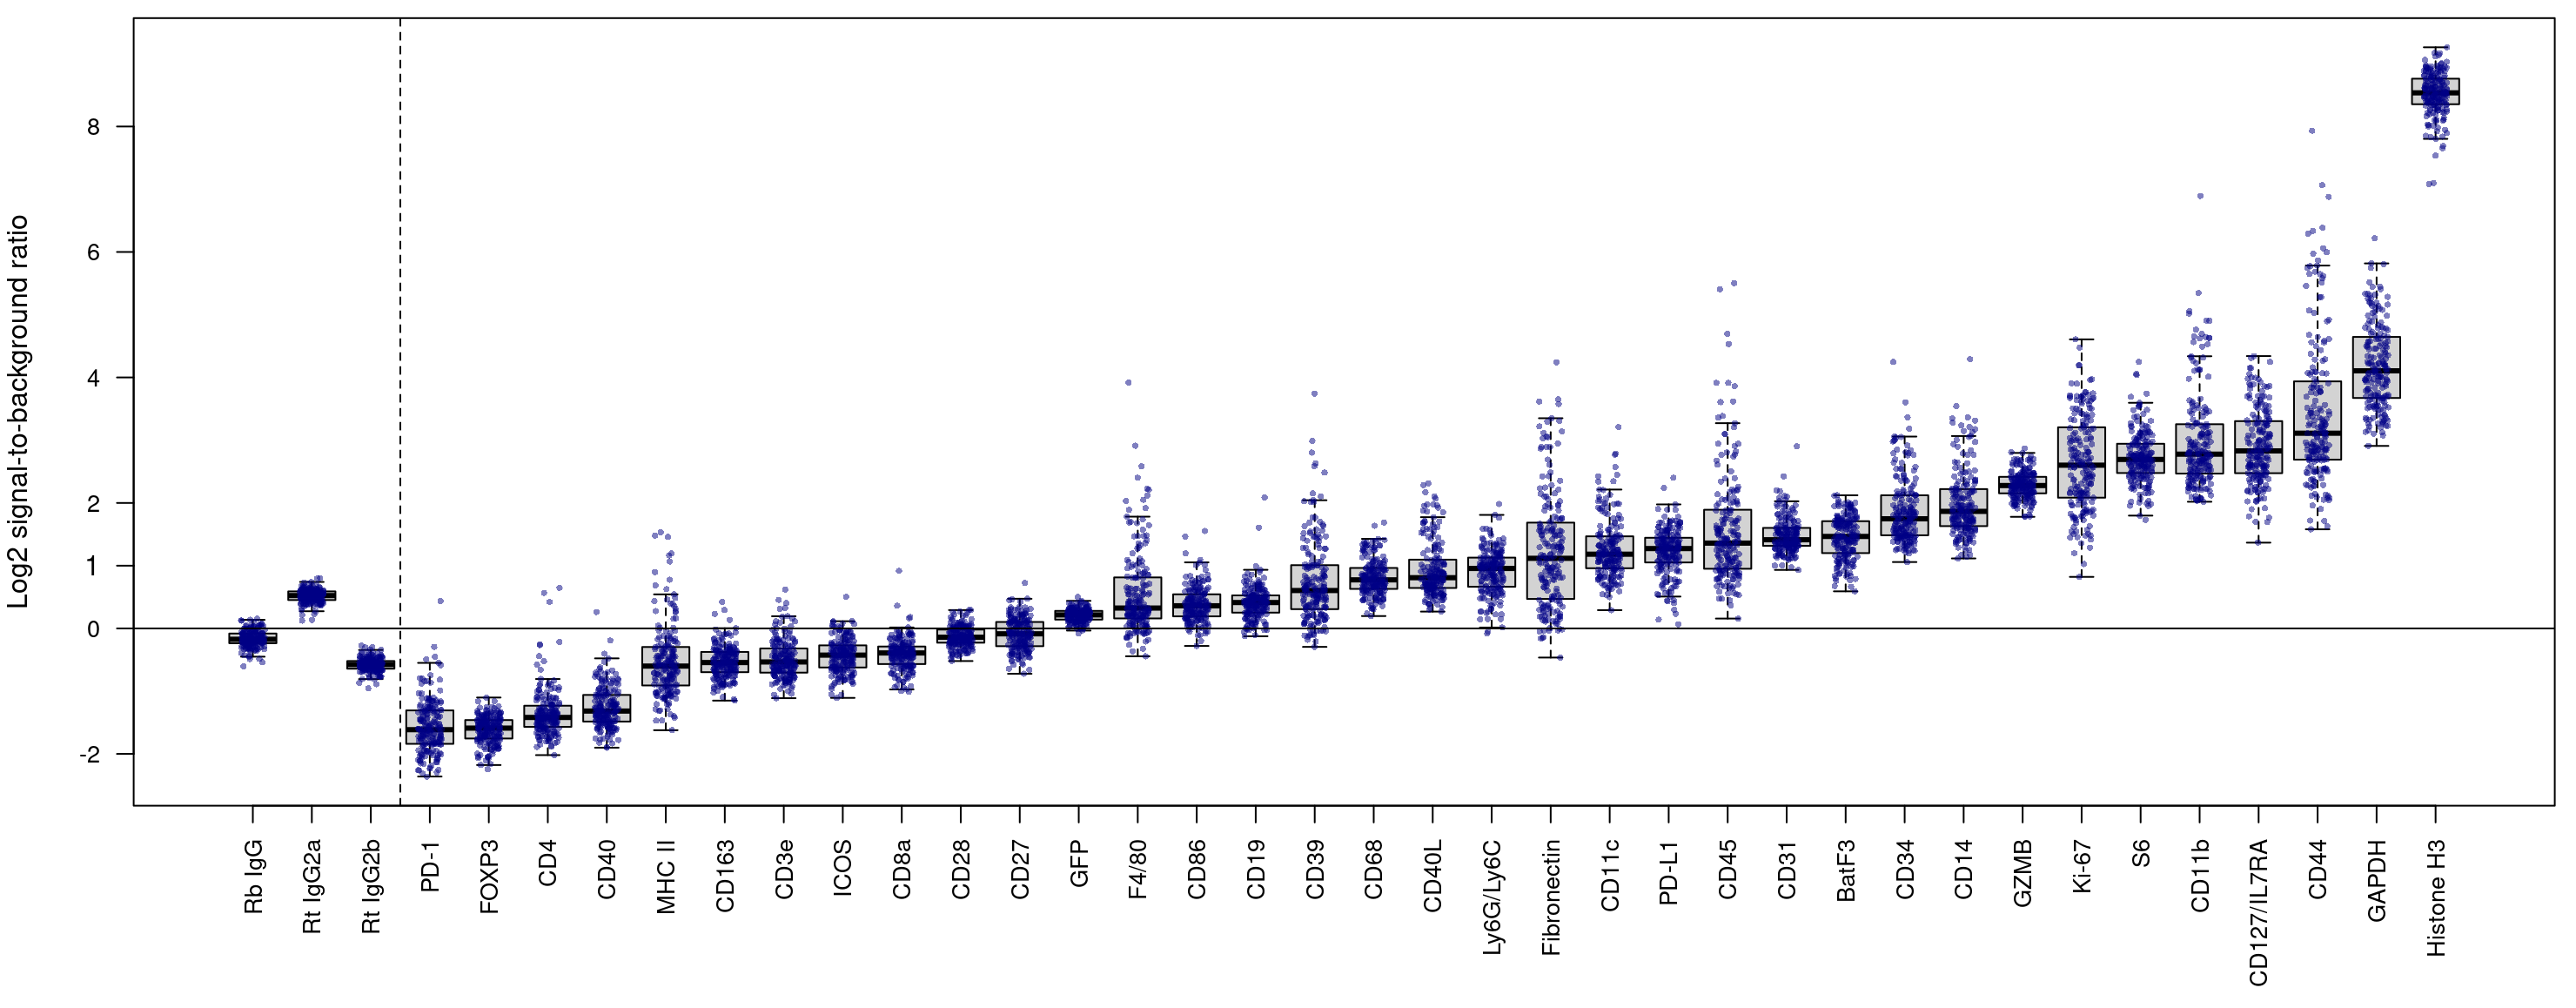 Log2 signal-to-background ratio
8
6
4
2
1
0
-2
Rb IgG
Rt IgG2a
Rt IgG2b
PD-1
FOXP3
CD4
CD40
MHC II
CD163
CD3e
ICOS
CD8a
CD28
CD27
GFP
F4/80
CD86
CD19
CD39
CD68
CD40L
Ly6G/Ly6C
Fibronectin
CD11c
PD-L1
CD45
CD31
BatF3
CD34
CD14
GZMB
Ki-67
S6
CD11b
CD127/IL7RA
CD44
GAPDH
Histone H3